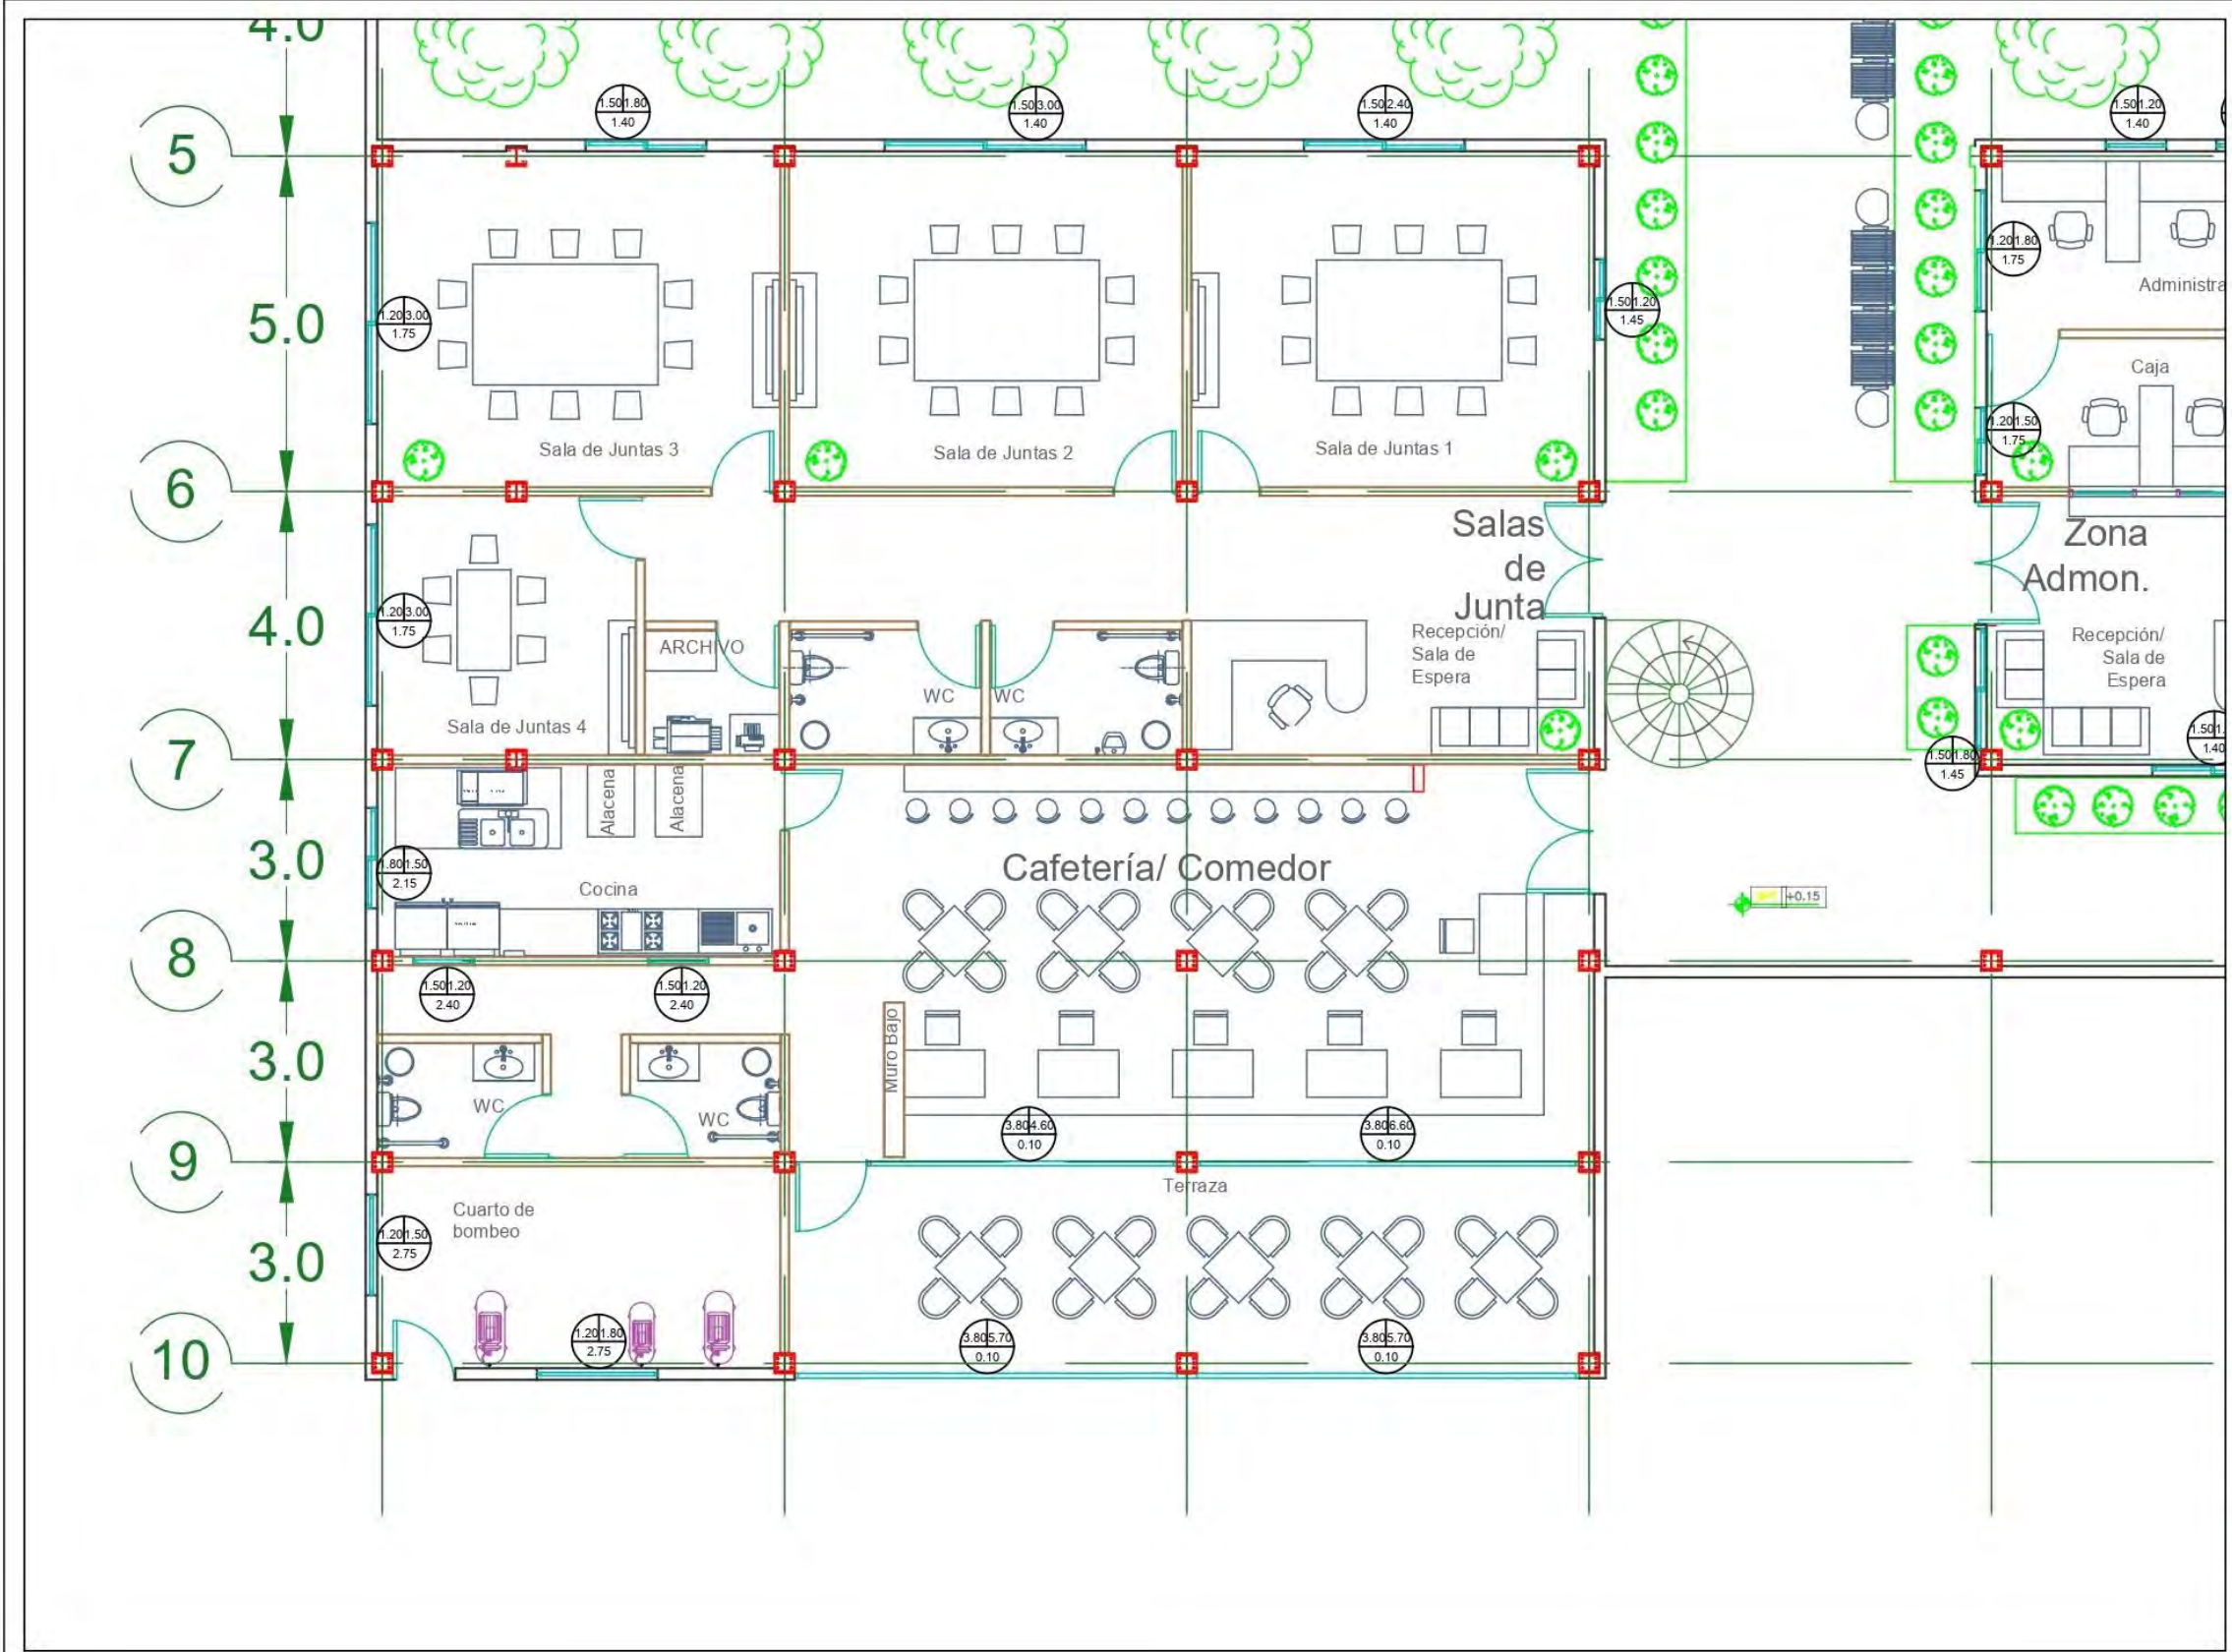 4.0
1.50 1.80
1.40
1.50 3.00
1.40
1.50 2.40
1.40
1.50 1.20
1.40
5
1.20 1.80
1.75
Administra
5.0
1.20 3.00
1.75
1.50 1.20
1.45
Caja
1.20 1.50
1.75
Sala de Juntas 3
Sala de Juntas 2
Sala de Juntas 1
6
Salas
de
Junta
Zona
Admon.
4.0
1.20 3.00
1.75
ARCHIVO
Recepción/
Sala de
Espera
Recepción/
Sala de
Espera
WC
WC
Sala de Juntas 4
1.50 1.
1.40
7
1.50 1.80
1.45
Alacena
Alacena
3.0
1.80 1.50
2.15
Cocina
Cafetería/ Comedor
+0.15
8
1.50 1.20
2.40
1.50 1.20
2.40
3.0
Muro Bajo
WC
WC
3.80 4.60
0.10
3.80 6.60
0.10
9
Terraza
Cuarto de
bombeo
3.0
1.20 1.50
2.75
1.20 1.80
2.75
3.80 5.70
0.10
3.80 5.70
0.10
10